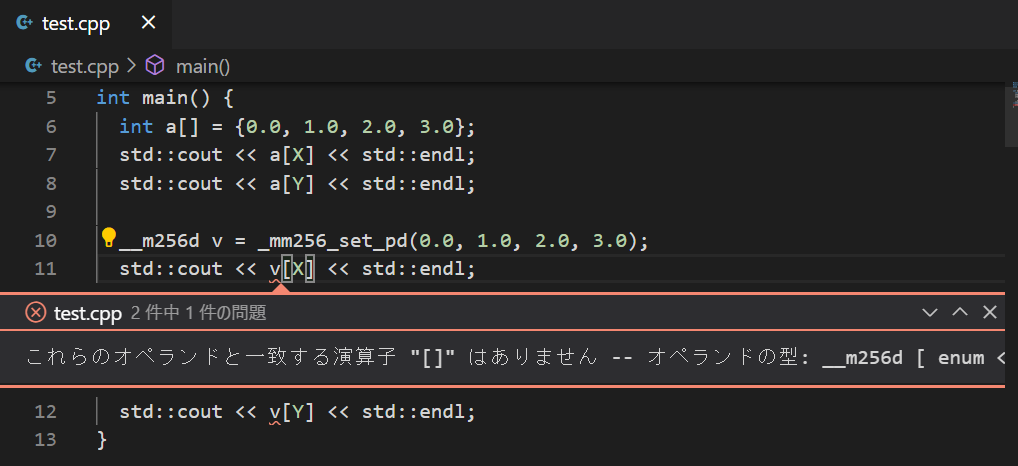 test.cpp
test.cpp > main()
5 int main() {
6 int a[] = {0.0, 1.0, 2.0, 3.0};
7 std::cout << a[X] << std::endl;
8 std::cout << a[Y] << std::endl;
9
10 __m256d v = _mm256_set_pd(0.0, 1.0, 2.0, 3.0);
11 std::cout << v[X] << std::endl;
test.cpp 2 件中 1 件の問題
これらのオペランドと一致する演算子 "[]" はありません -- オペランドの型: __m256d [ enum <
12 std::cout << v[Y] << std::endl;
13 }